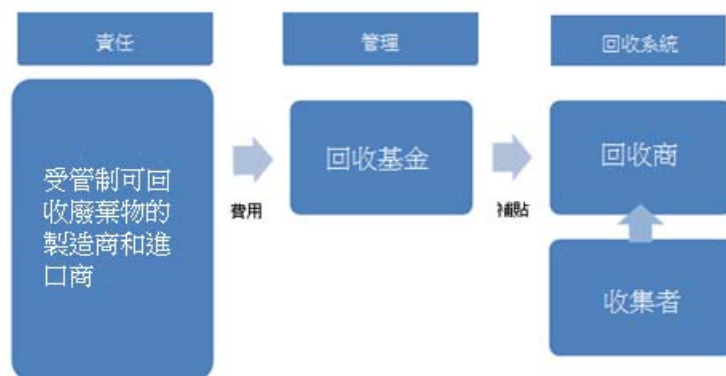 責任
管理
回收系統
受管制可回
收廢棄物的
製造商和進
口商
費用
回收基金
補貼
回收商
收集者